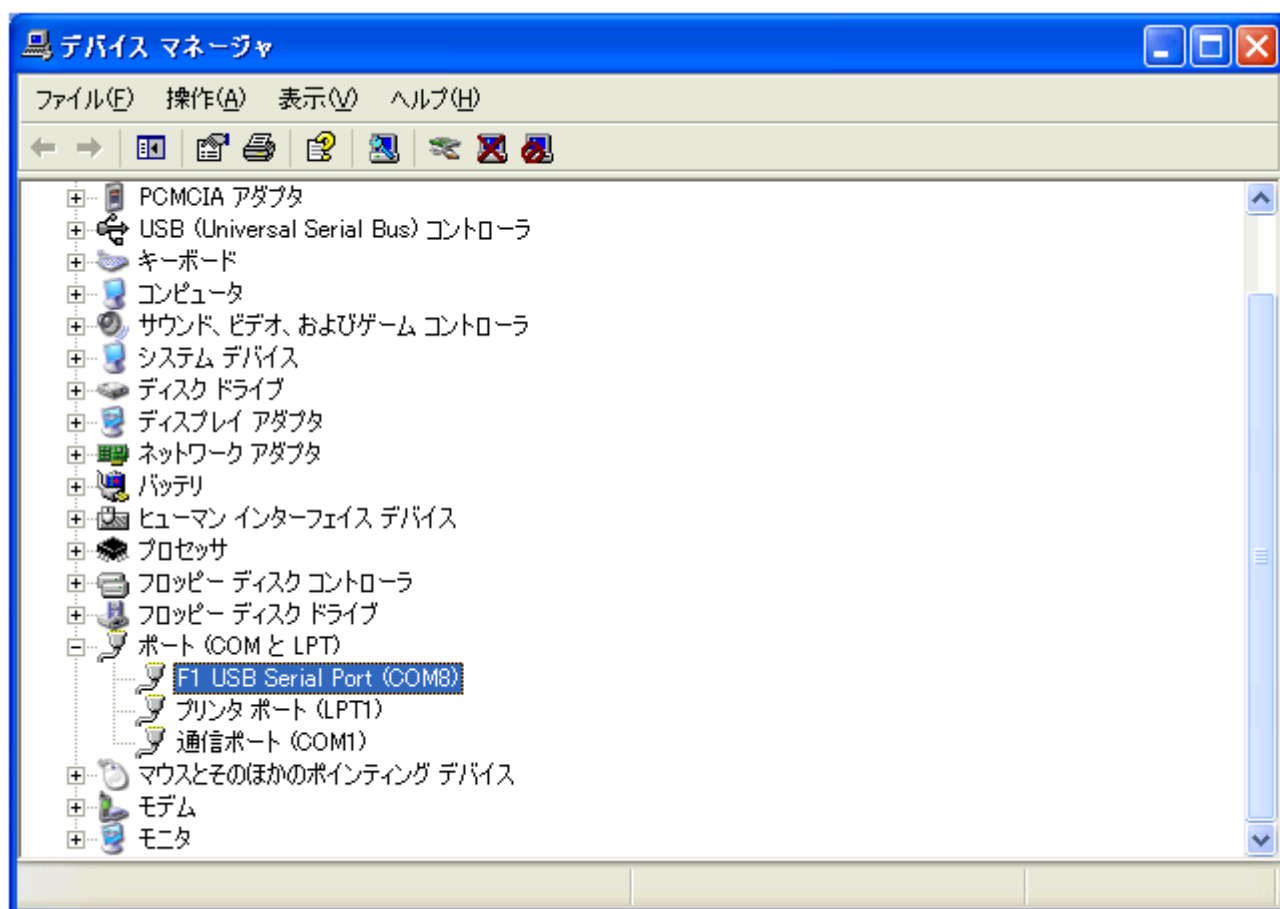 デバイス マネージャ
ファイル(F) 操作(A) 表示(V) ヘルプ(H)
PCMCIA アダプタ
USB (Universal Serial Bus) コントローラ
キーボード
コンピュータ
サウンド、ビデオ、およびゲーム コントローラ
システム デバイス
ディスク ドライブ
ディスプレイ アダプタ
ネットワーク アダプタ
バッテリ
ヒューマン インターフェイス デバイス
プロセッサ
フロッピー ディスク コントローラ
フロッピー ディスク ドライブ
ポート (COM と LPT)
F1 USB Serial Port (COM8)
プリンタ ポート (LPT1)
通信ポート (COM1)
マウスとそのほかのポインティング デバイス
モデム
モニタ